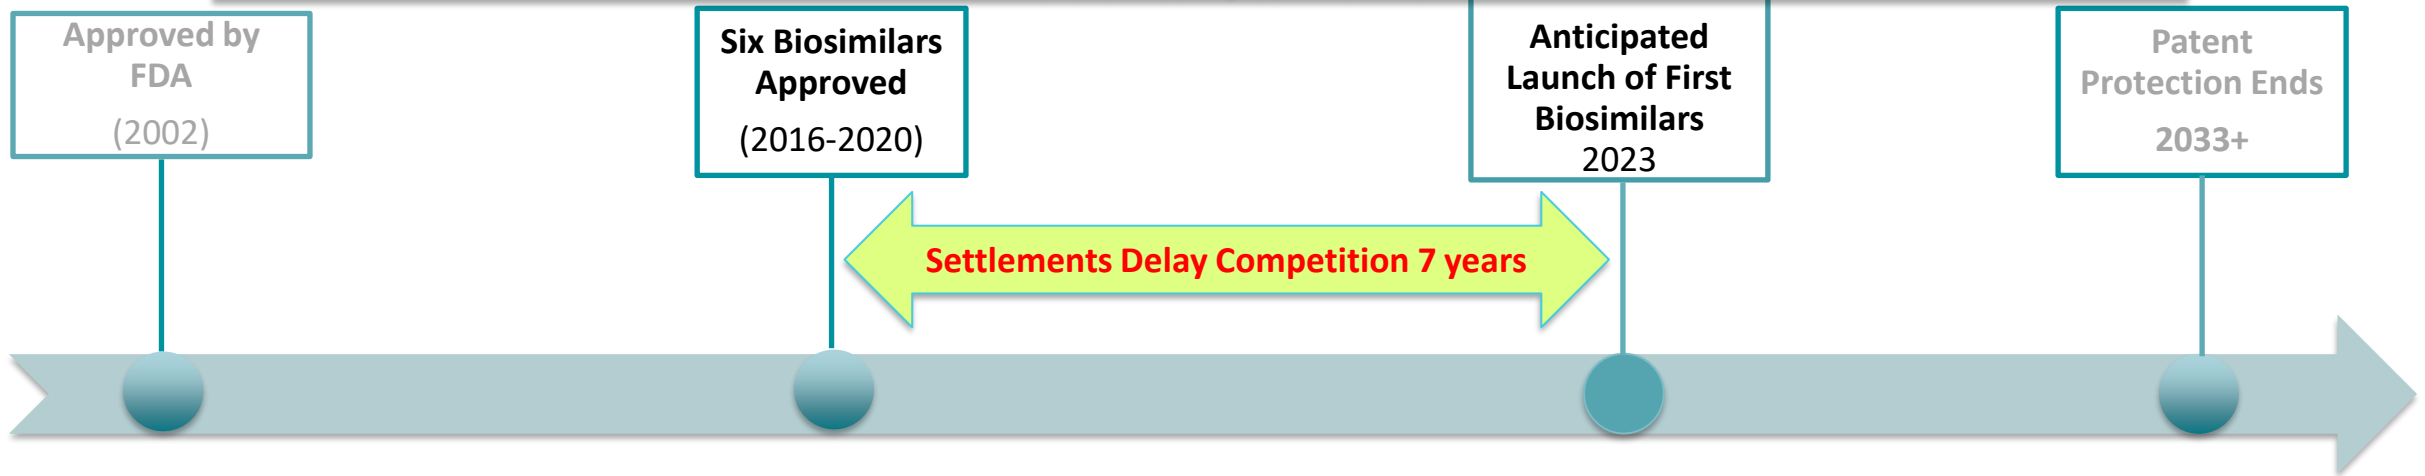 Approved by
FDA
(2002)
Six Biosimilars
Approved
(2016-2020)
Anticipated
Launch of First
Biosimilars
2023
Patent
Protection Ends
2033+
Settlements Delay Competition 7 years